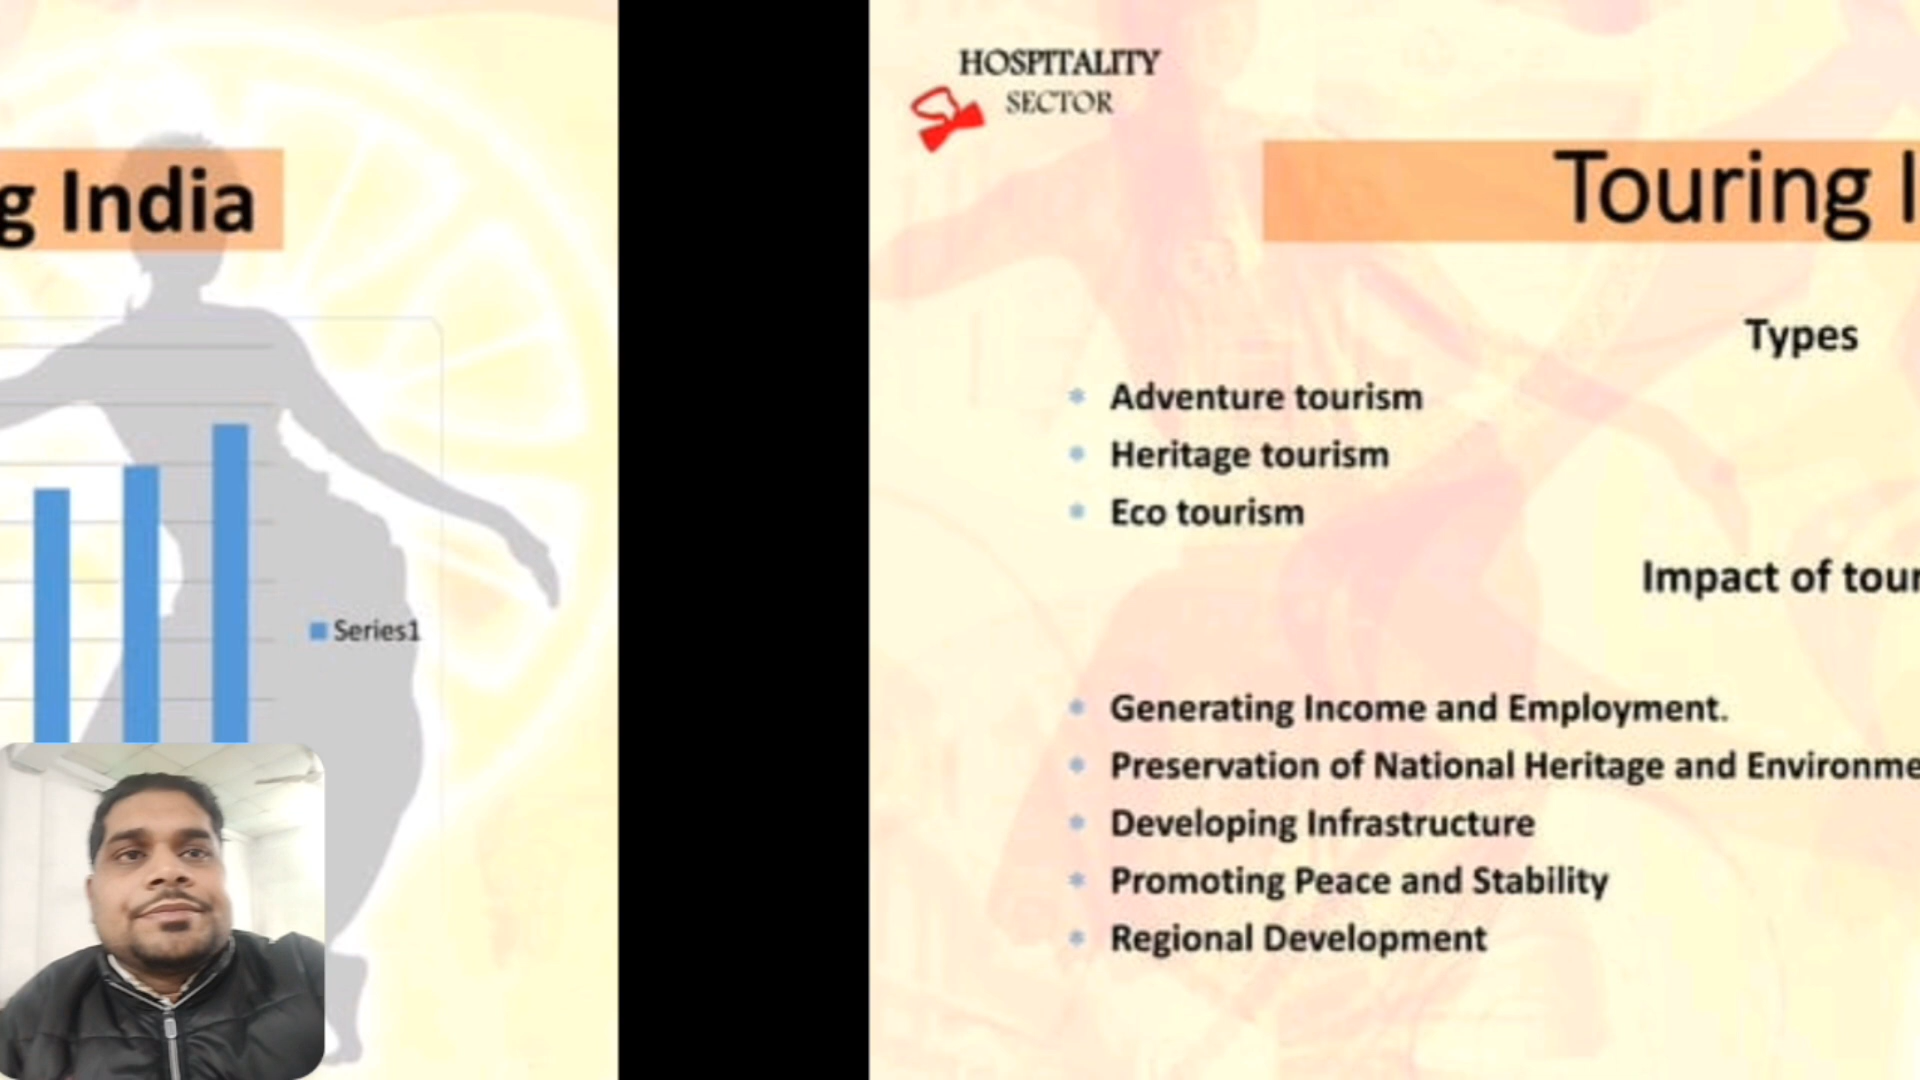 g India
Series1
HOSPITALITY
SECTOR
Touring I
Types
Adventure tourism
Heritage tourism
Eco tourism
Impact of tour
Generating Income and Employment.
Preservation of National Heritage and Environme
Developing Infrastructure
Promoting Peace and Stability
Regional Development